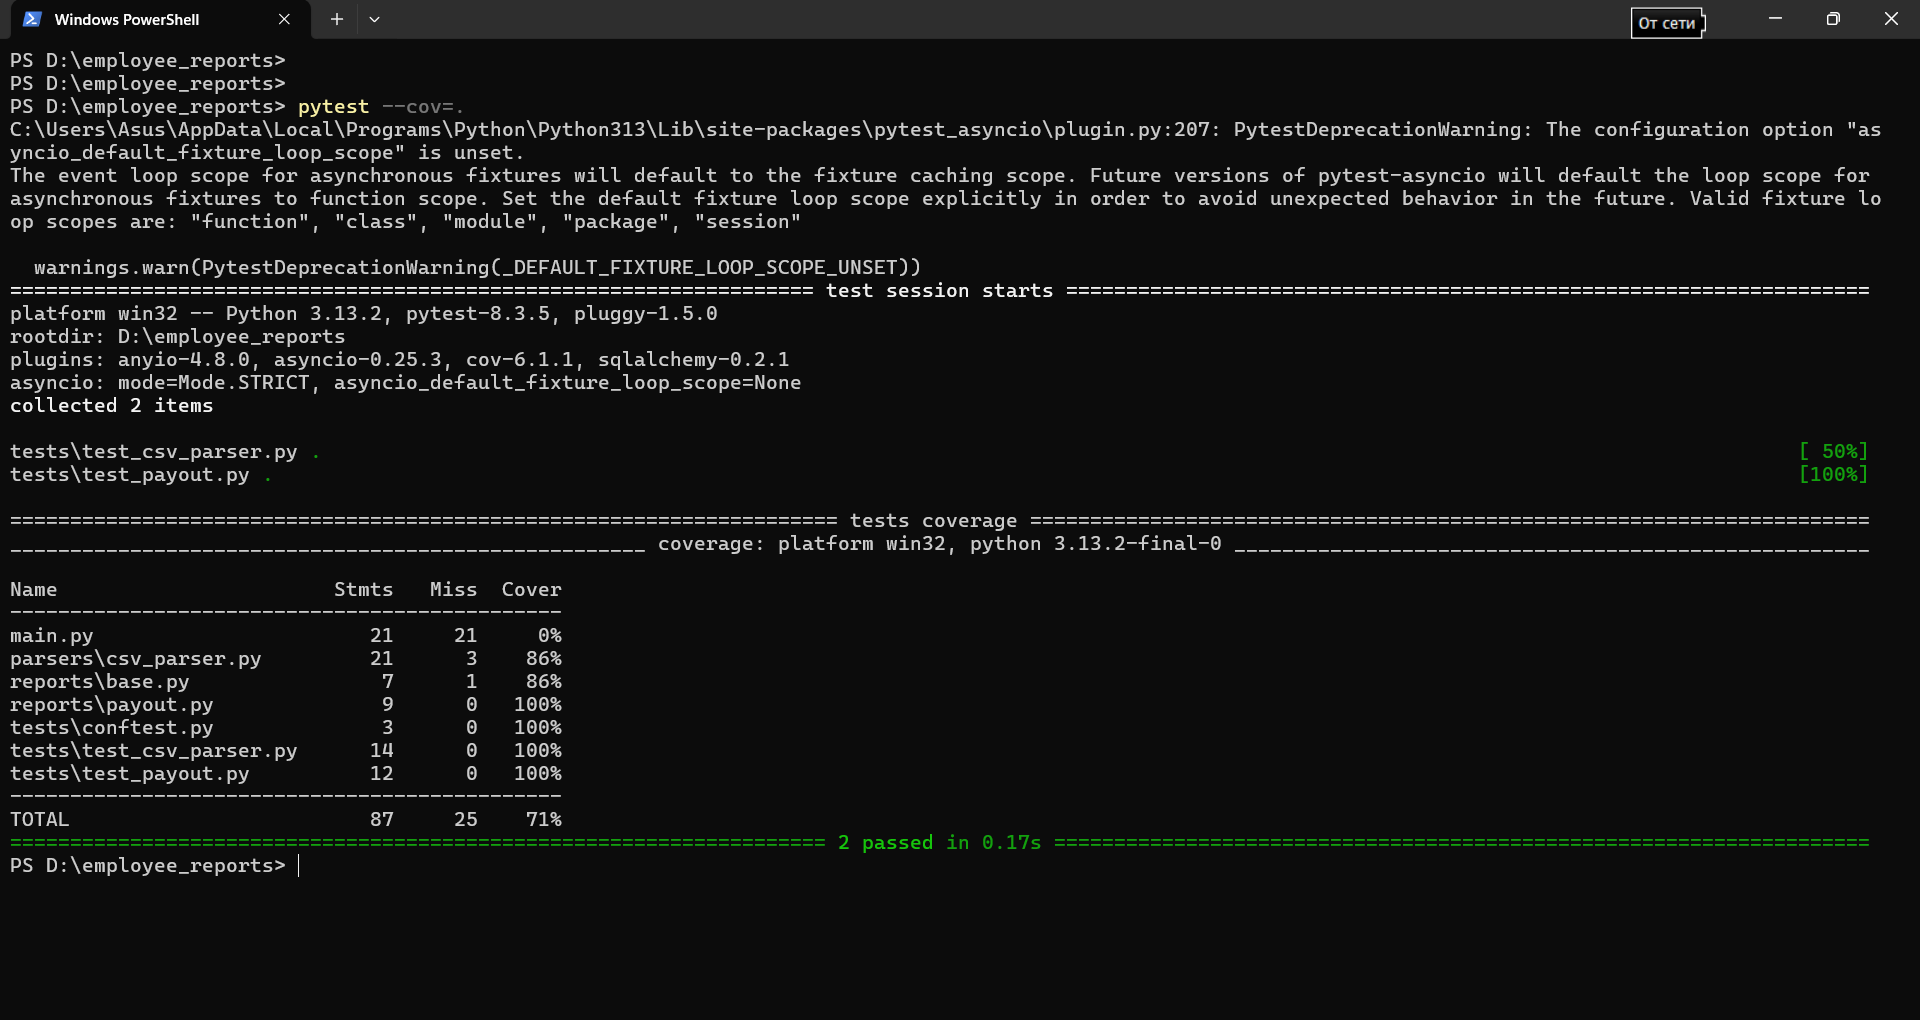 Windows PowerShell
От сети
PS D:\employee_reports>
PS D:\employee_reports>
PS D:\employee_reports> pytest --cov=.
C:\Users\Asus\AppData\Local\Programs\Python\Python313\Lib\site-packages\pytest_asyncio\plugin.py:207: PytestDeprecationWarning: The configuration option "as
yncio_default_fixture_loop_scope" is unset.
The event loop scope for asynchronous fixtures will default to the fixture caching scope. Future versions of pytest-asyncio will default the loop scope for
asynchronous fixtures to function scope. Set the default fixture loop scope explicitly in order to avoid unexpected behavior in the future. Valid fixture lo
op scopes are: "function", "class", "module", "package", "session"
  warnings.warn(PytestDeprecationWarning(_DEFAULT_FIXTURE_LOOP_SCOPE_UNSET))
=================================================================== test session starts ===================================================================
platform win32 -- Python 3.13.2, pytest-8.3.5, pluggy-1.5.0
rootdir: D:\employee_reports
plugins: anyio-4.8.0, asyncio-0.25.3, cov-6.1.1, sqlalchemy-0.2.1
asyncio: mode=Mode.STRICT, asyncio_default_fixture_loop_scope=None
collected 2 items
tests\test_csv_parser.py . [ 50%]
tests\test_payout.py . [100%]
===================================================================== tests coverage ======================================================================
_____________________________________________________ coverage: platform win32, python 3.13.2-final-0 _____________________________________________________
Name                       Stmts   Miss  Cover
----------------------------------------------
main.py                       21     21     0%
parsers\csv_parser.py         21      3    86%
reports\base.py                7      1    86%
reports\payout.py              9      0   100%
tests\conftest.py              3      0   100%
tests\test_csv_parser.py      14      0   100%
tests\test_payout.py          12      0   100%
----------------------------------------------
TOTAL                         87     25    71%
==================================================================== 2 passed in 0.17s ====================================================================
PS D:\employee_reports>